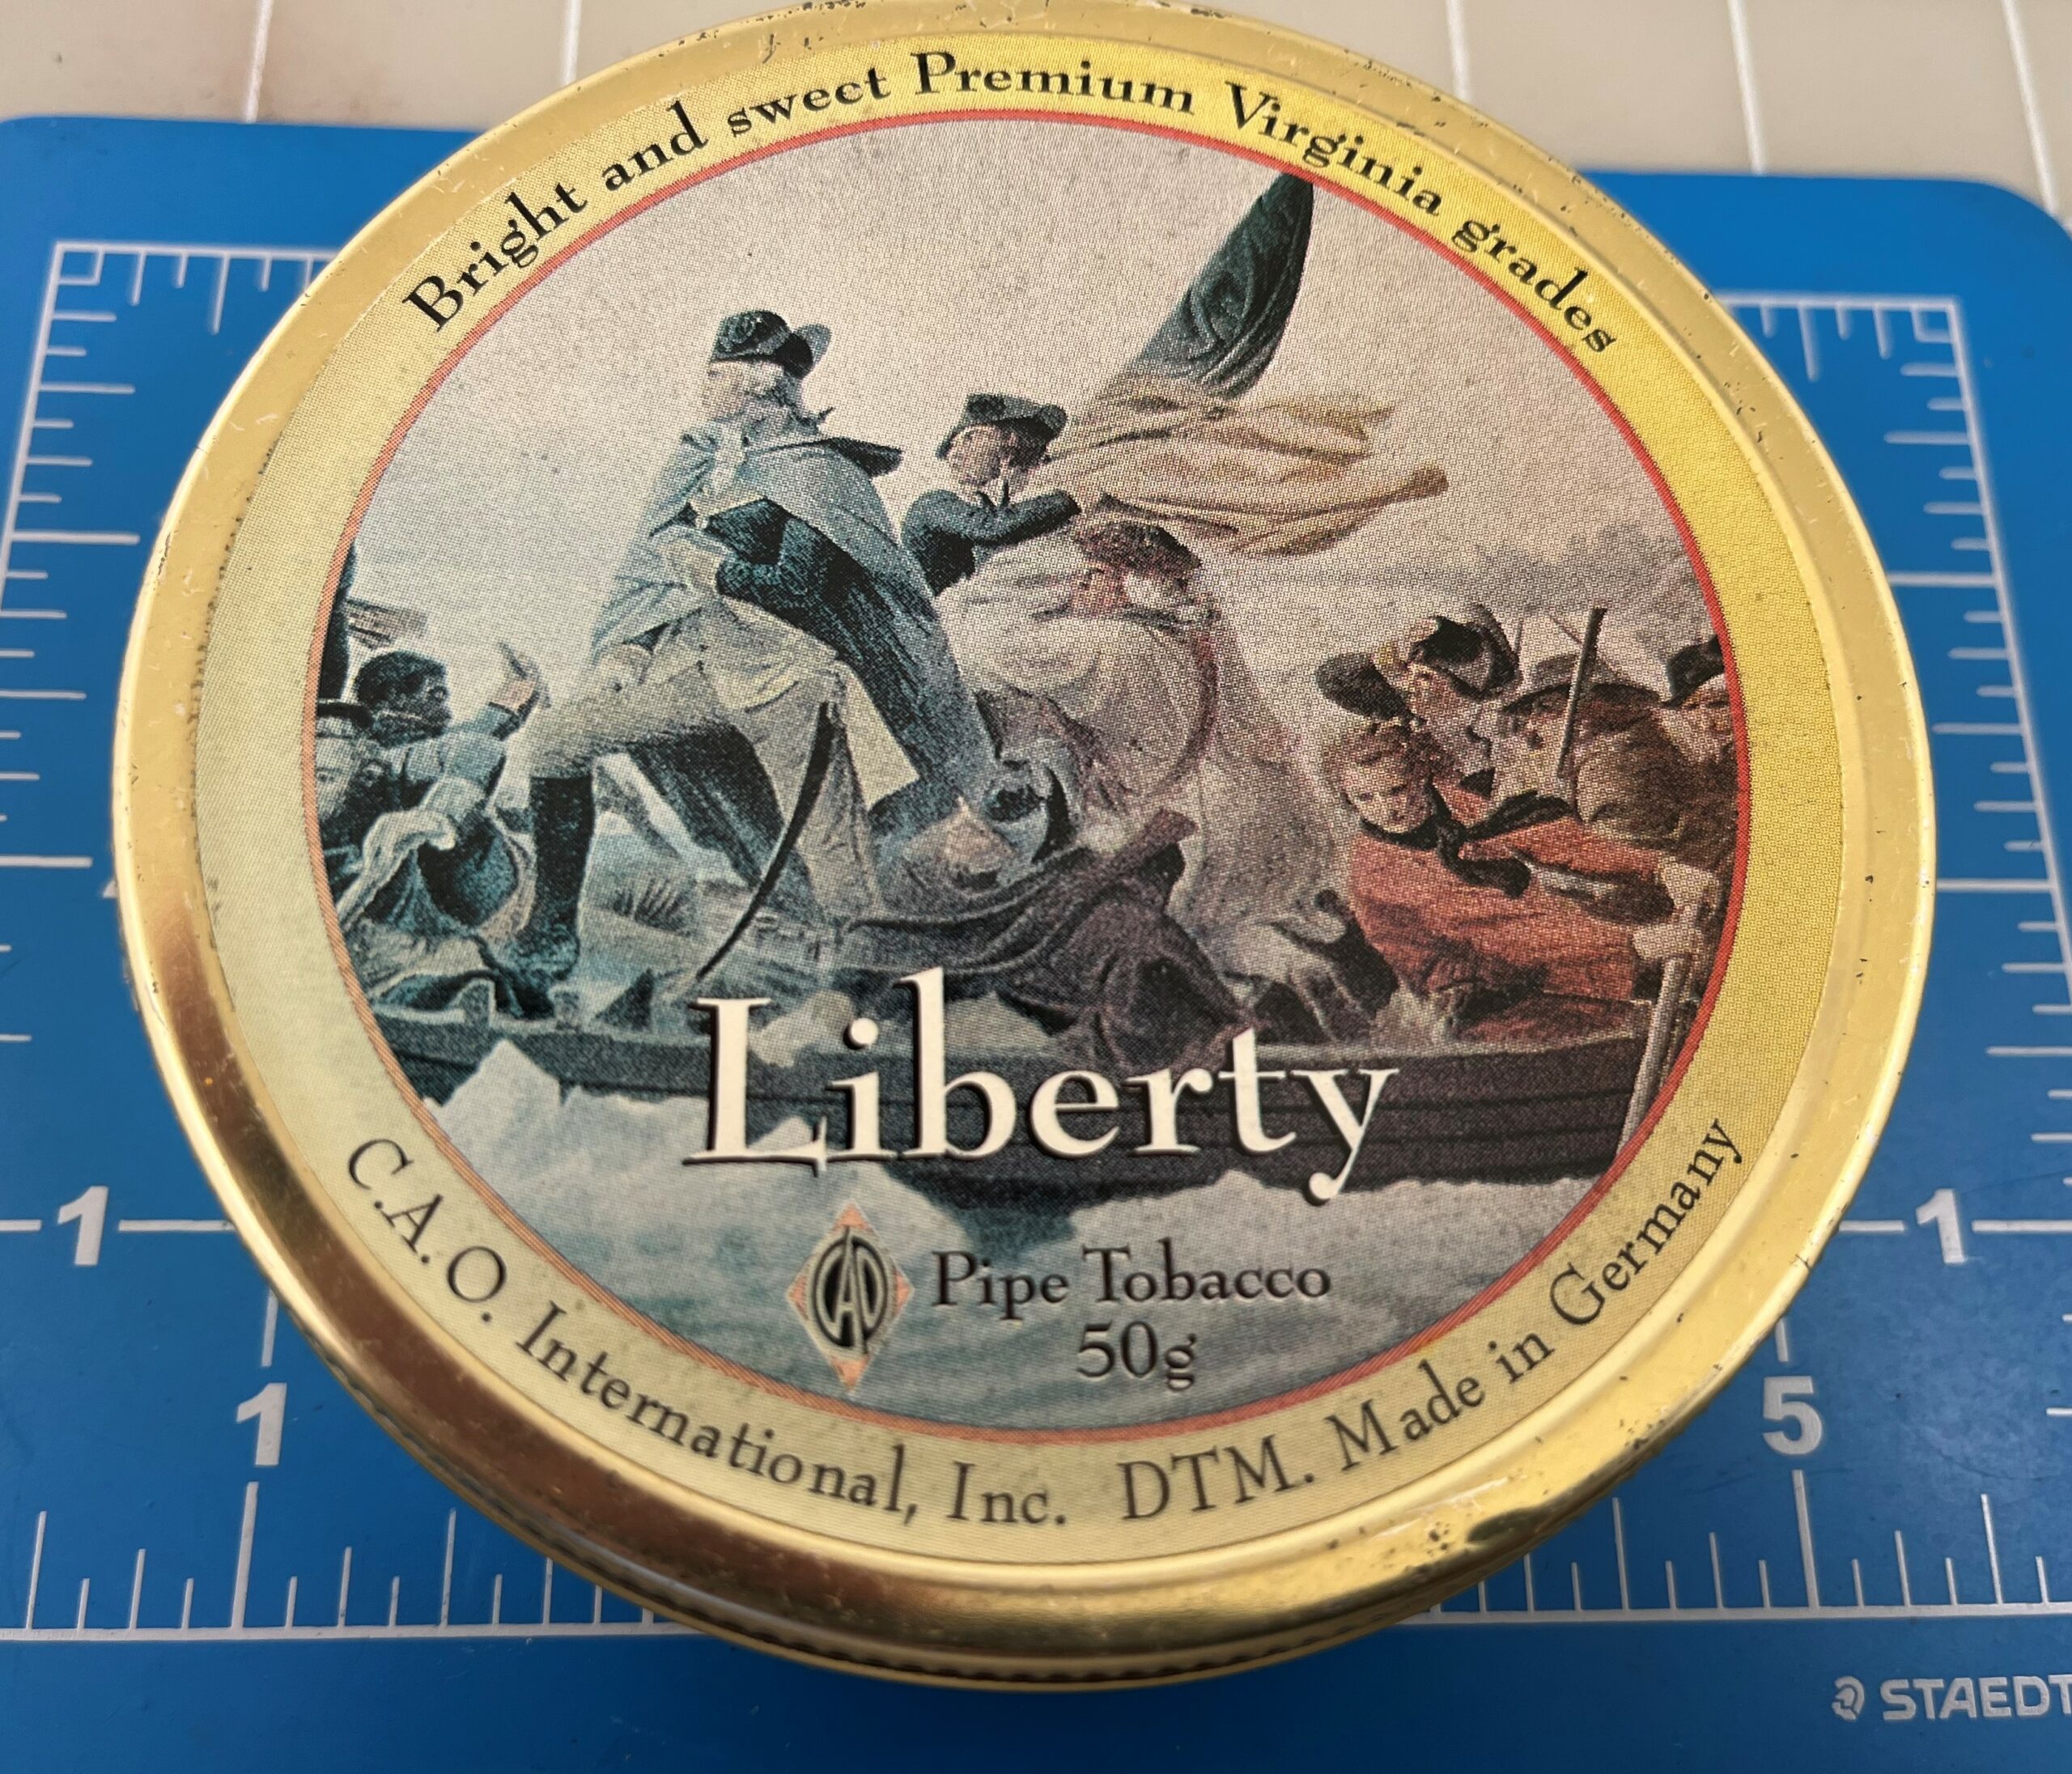 Bright and sweet Premium Virginia grades
Liberty
CAO
Pipe Tobacco
50g
C.A.O. International, Inc. DTM. Made in Germany
1
1
1
5
STAEDT